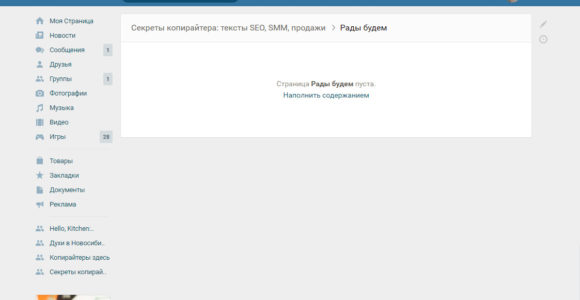 Моя Страница
Новости
Сообщения 1
Друзья
Группы 1
Фотографии
Музыка
Видео
Игры 28
Товары
Закладки
Документы
Реклама
Hello, Kitchen...
Духи в Новосиби..
Копирайтеры здесь
Секреты копирай..
Секреты копирайтера: тексты SEO, SMM, продажи > Рады будем
Страница Рады будем пуста.
Наполнить содержанием